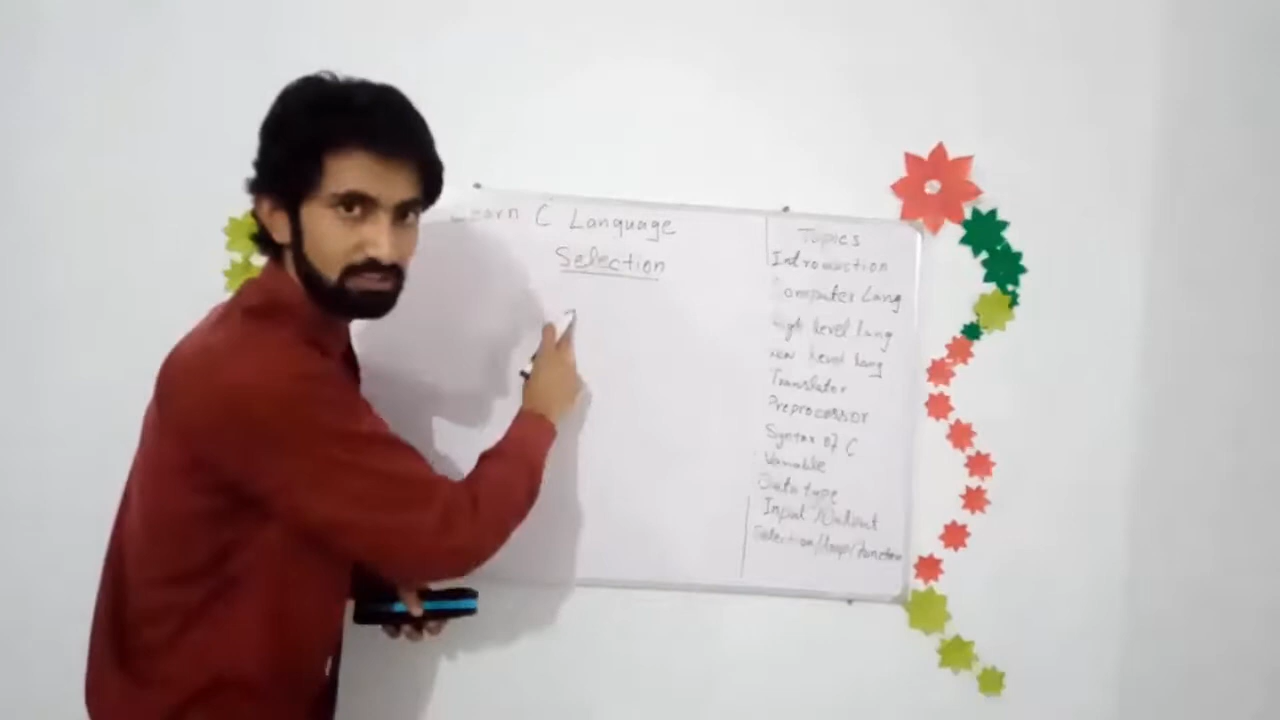 Learn C Language
Selection
Topics
Introduction
Computer Lang
High level lang
Low level lang
Translator
Preprocessor
Syntax of C
Variable
Data type
Input /Output
Selection/loop/function